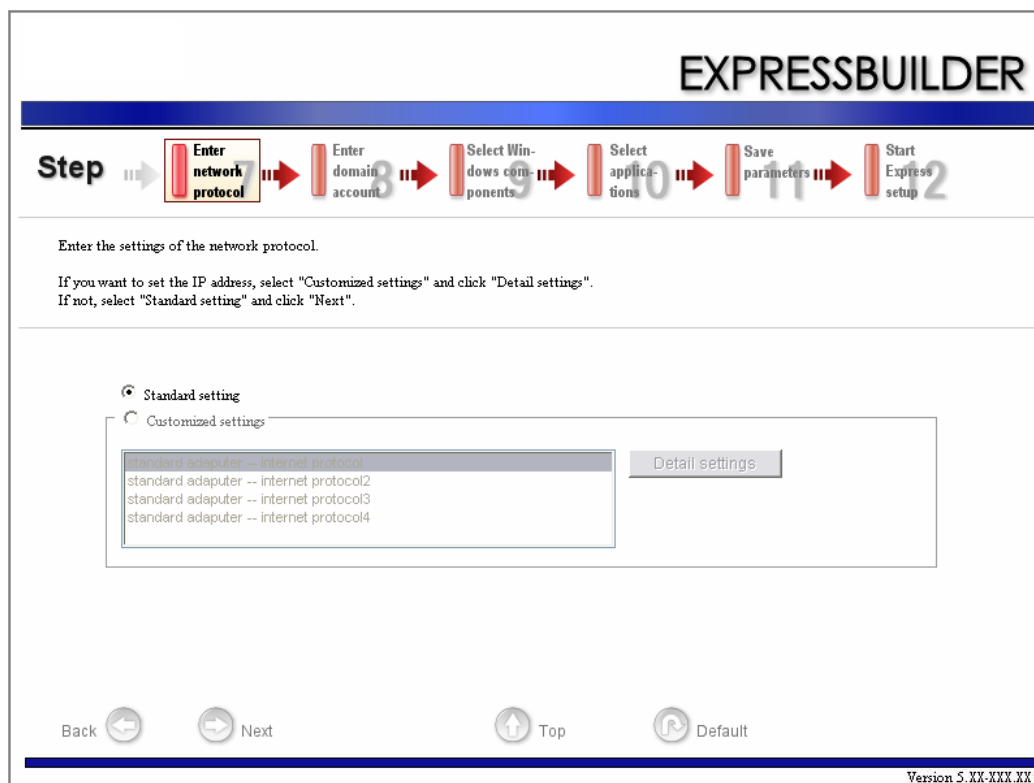 EXPRESSBUILDER
Step
Enter
network
protocol
7
Enter
domain
account
8
Select Win-
dows com-
ponents
9
Select
applica-
tions
10
Save
parameters
11
Start
Express
setup
12
Enter the settings of the network protocol.
If you want to set the IP address, select "Customized settings" and click "Detail settings".
If not, select "Standard setting" and click "Next".
Standard setting
Customized settings
standard adaputer -- internet protocol
standard adaputer -- internet protocol2
standard adaputer -- internet protocol3
standard adaputer -- internet protocol4
Detail settings
Back
Next
Top
Default
Version 5.XX-XXX.XX